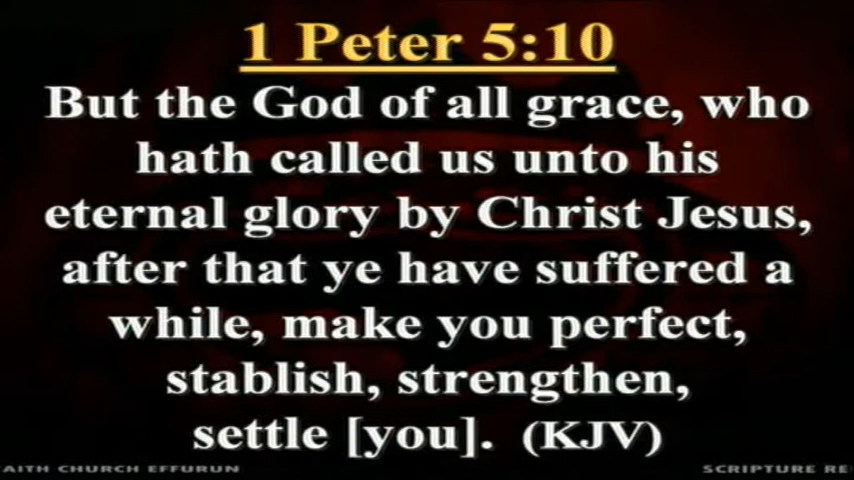 1 Peter 5:10
But the God of all grace, who
hath called us unto his
eternal glory by Christ Jesus,
after that ye have suffered a
while, make you perfect,
stablish, strengthen,
settle [you]. (KJV)
AITH CHURCH EFFURUN SCRIPTURE RE